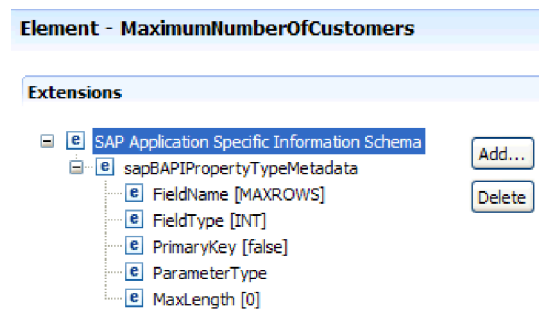 Element - MaximumNumberOfCustomers
Extensions
SAP Application Specific Information Schema
Add...
sapBAPIPropertyTypeMetadata
FieldName [MAXROWS]
Delete
FieldType [INT]
PrimaryKey [false]
ParameterType
MaxLength [0]